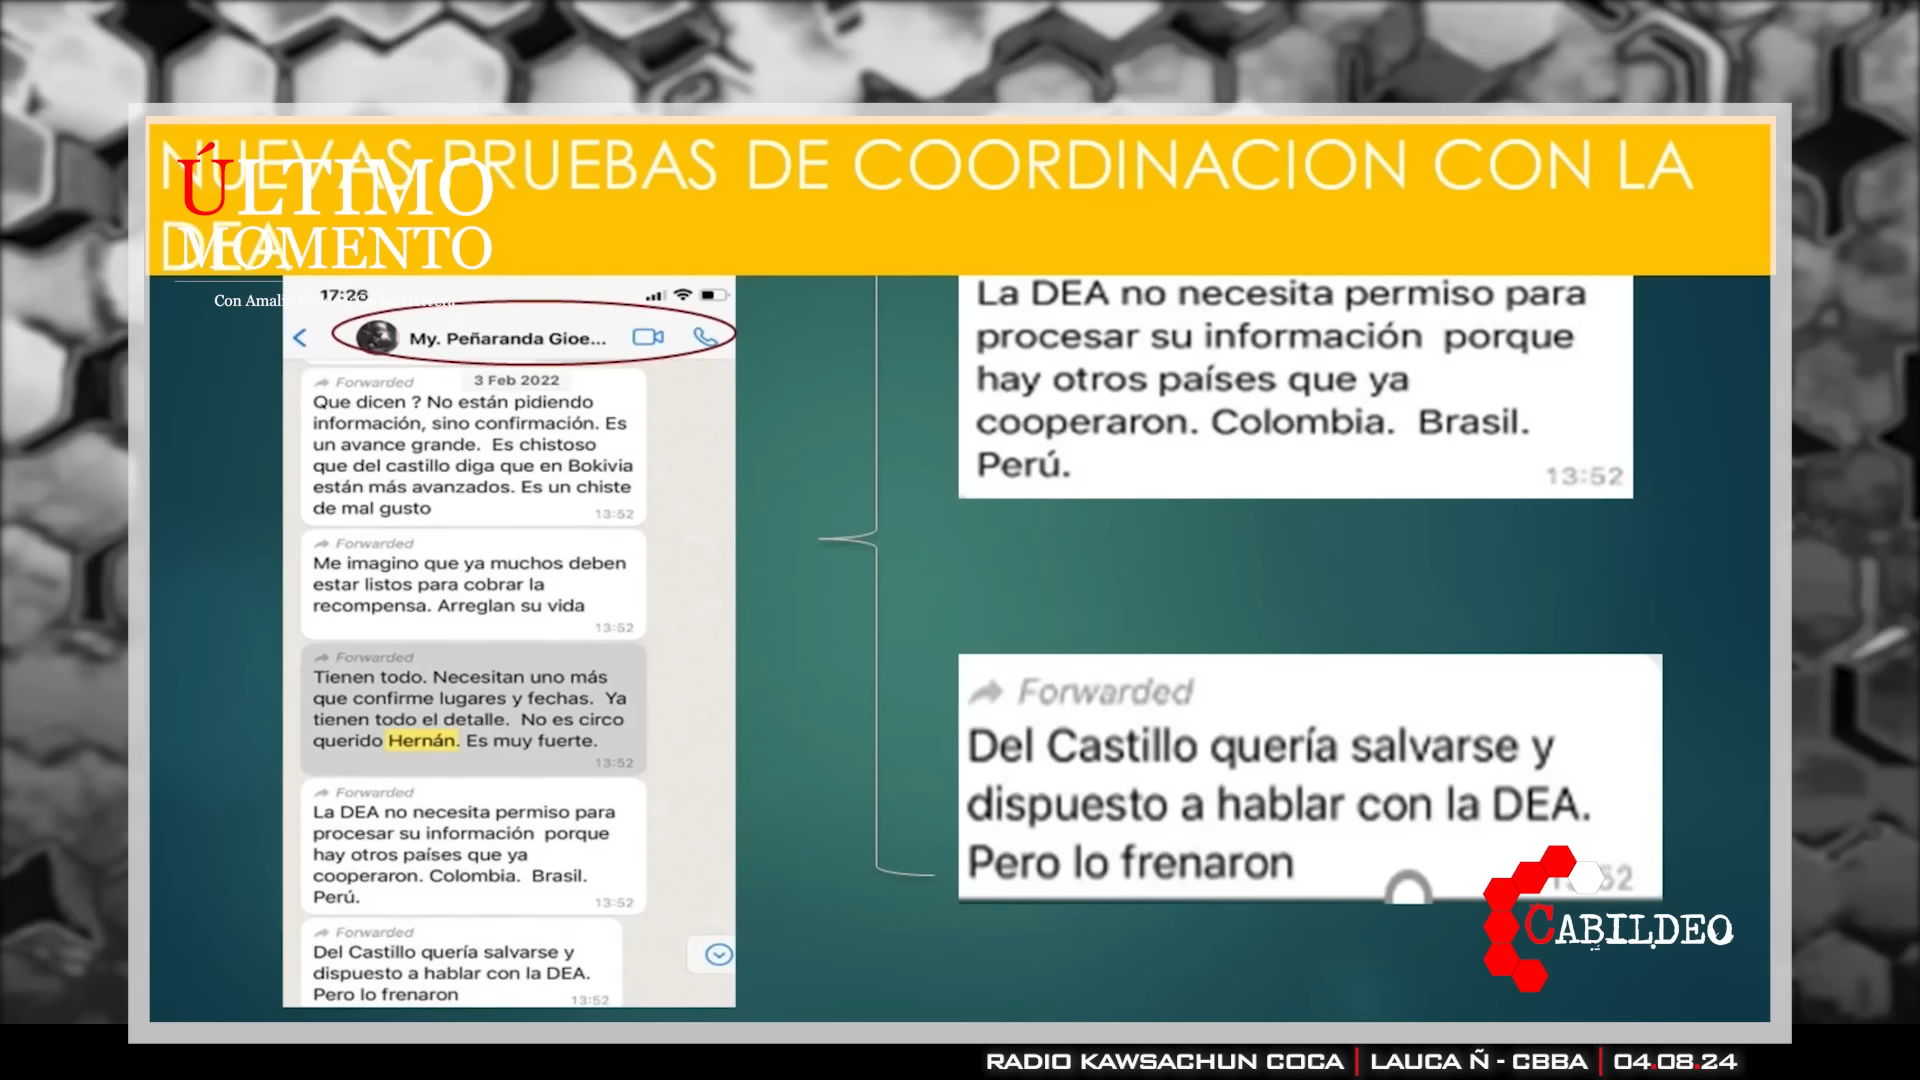 NUEVAS PRUEBAS DE COORDINACION CON LA
DEA
ÚLTIMO
MOMENTO
Con Amali
17:26
My. Peñaranda Gioe...
3 Feb 2022
Forwarded
Que dicen ? No están pidiendo
información, sino confirmación. Es
un avance grande.  Es chistoso
que del castillo diga que en Bokivia
están más avanzados. Es un chiste
de mal gusto
13:52
Forwarded
Me imagino que ya muchos deben
estar listos para cobrar la
recompensa. Arreglan su vida
13:52
Forwarded
Tienen todo. Necesitan uno más
que confirme lugares y fechas.  Ya
tienen todo el detalle.  No es circo
querido Hernán. Es muy fuerte.
13:52
Forwarded
La DEA no necesita permiso para
procesar su información  porque
hay otros países que ya
cooperaron. Colombia.  Brasil.
Perú.
13:52
Forwarded
Del Castillo quería salvarse y
dispuesto a hablar con la DEA.
Pero lo frenaron
13:52
La DEA no necesita permiso para
procesar su información  porque
hay otros países que ya
cooperaron. Colombia.  Brasil.
Perú.
13:52
Forwarded
Del Castillo quería salvarse y
dispuesto a hablar con la DEA.
Pero lo frenaron
CABILDEO
RADIO KAWSACHUN COCA | LAUCA Ñ - CBBA | 04.08.24